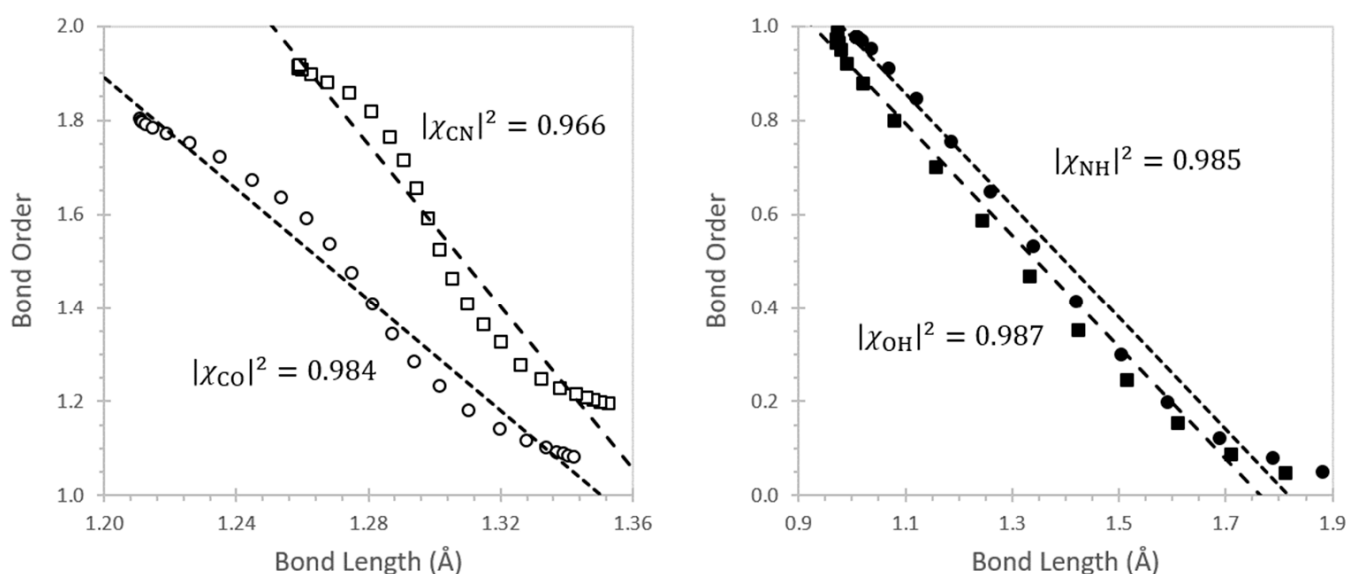 2.0
1.8
1.6
1.4
1.2
1.0
Bond Order
|χCN|² = 0.966
|χCO|² = 0.984
1.20 1.24 1.28 1.32 1.36
Bond Length (Å)
1.0
0.8
0.6
0.4
0.2
0.0
Bond Order
|χNH|² = 0.985
|χOH|² = 0.987
0.9 1.1 1.3 1.5 1.7 1.9
Bond Length (Å)